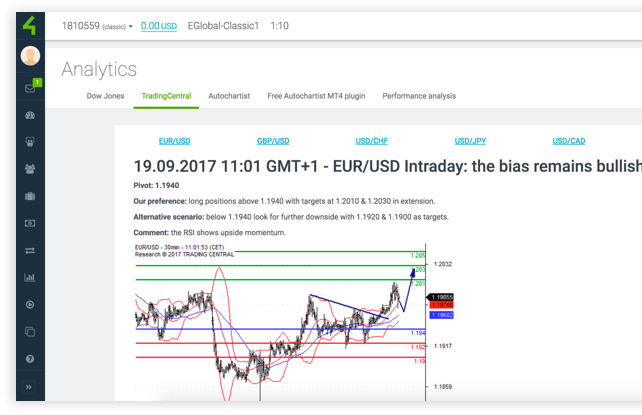 1810559 (classic) 0.00 USD EGlobal-Classic1 1:10
1
Analytics
Dow Jones TradingCentral Autochartist Free Autochartist MT4 plugin Performance analysis
EUR/USD GBP/USD USD/CHF USD/JPY USD/CAD
19.09.2017 11:01 GMT+1 - EUR/USD Intraday: the bias remains bullish
Pivot: 1.1940
Our preference: long positions above 1.1940 with targets at 1.2010 & 1.2030 in extension.
Alternative scenario: below 1.1940 look for further downside with 1.1920 & 1.1900 as targets.
Comment: the RSI shows upside momentum.
EUR/USD - 30min - 11:01:53 (CET)
Research © 2017 TRADING CENTRAL
1.205
1.2032
1.203
1.201
1.19855
1.19766
1.19602
1.194
1.1917
1.192
1.19
1.1859